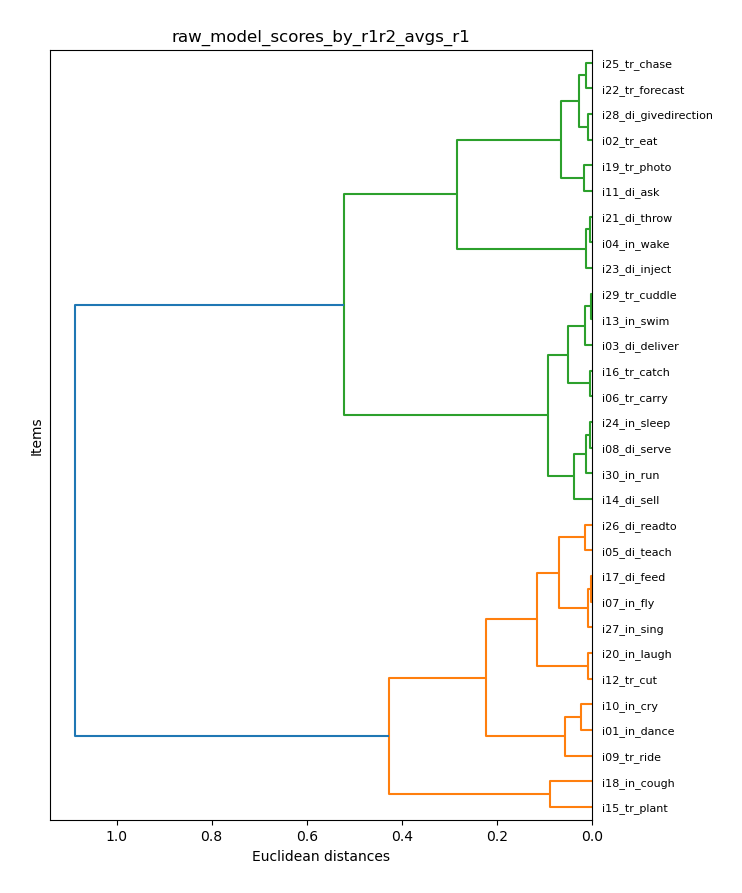 raw_model_scores_by_r1r2_avgs_r1
i25_tr_chase
i22_tr_forecast
i28_di_givedirection
i02_tr_eat
i19_tr_photo
i11_di_ask
i21_di_throw
i04_in_wake
i23_di_inject
i29_tr_cuddle
i13_in_swim
i03_di_deliver
i16_tr_catch
i06_tr_carry
i24_in_sleep
i08_di_serve
i30_in_run
i14_di_sell
i26_di_readto
i05_di_teach
i17_di_feed
i07_in_fly
i27_in_sing
i20_in_laugh
i12_tr_cut
i10_in_cry
i01_in_dance
i09_tr_ride
i18_in_cough
i15_tr_plant
Items
1.0 0.8 0.6 0.4 0.2 0.0
Euclidean distances